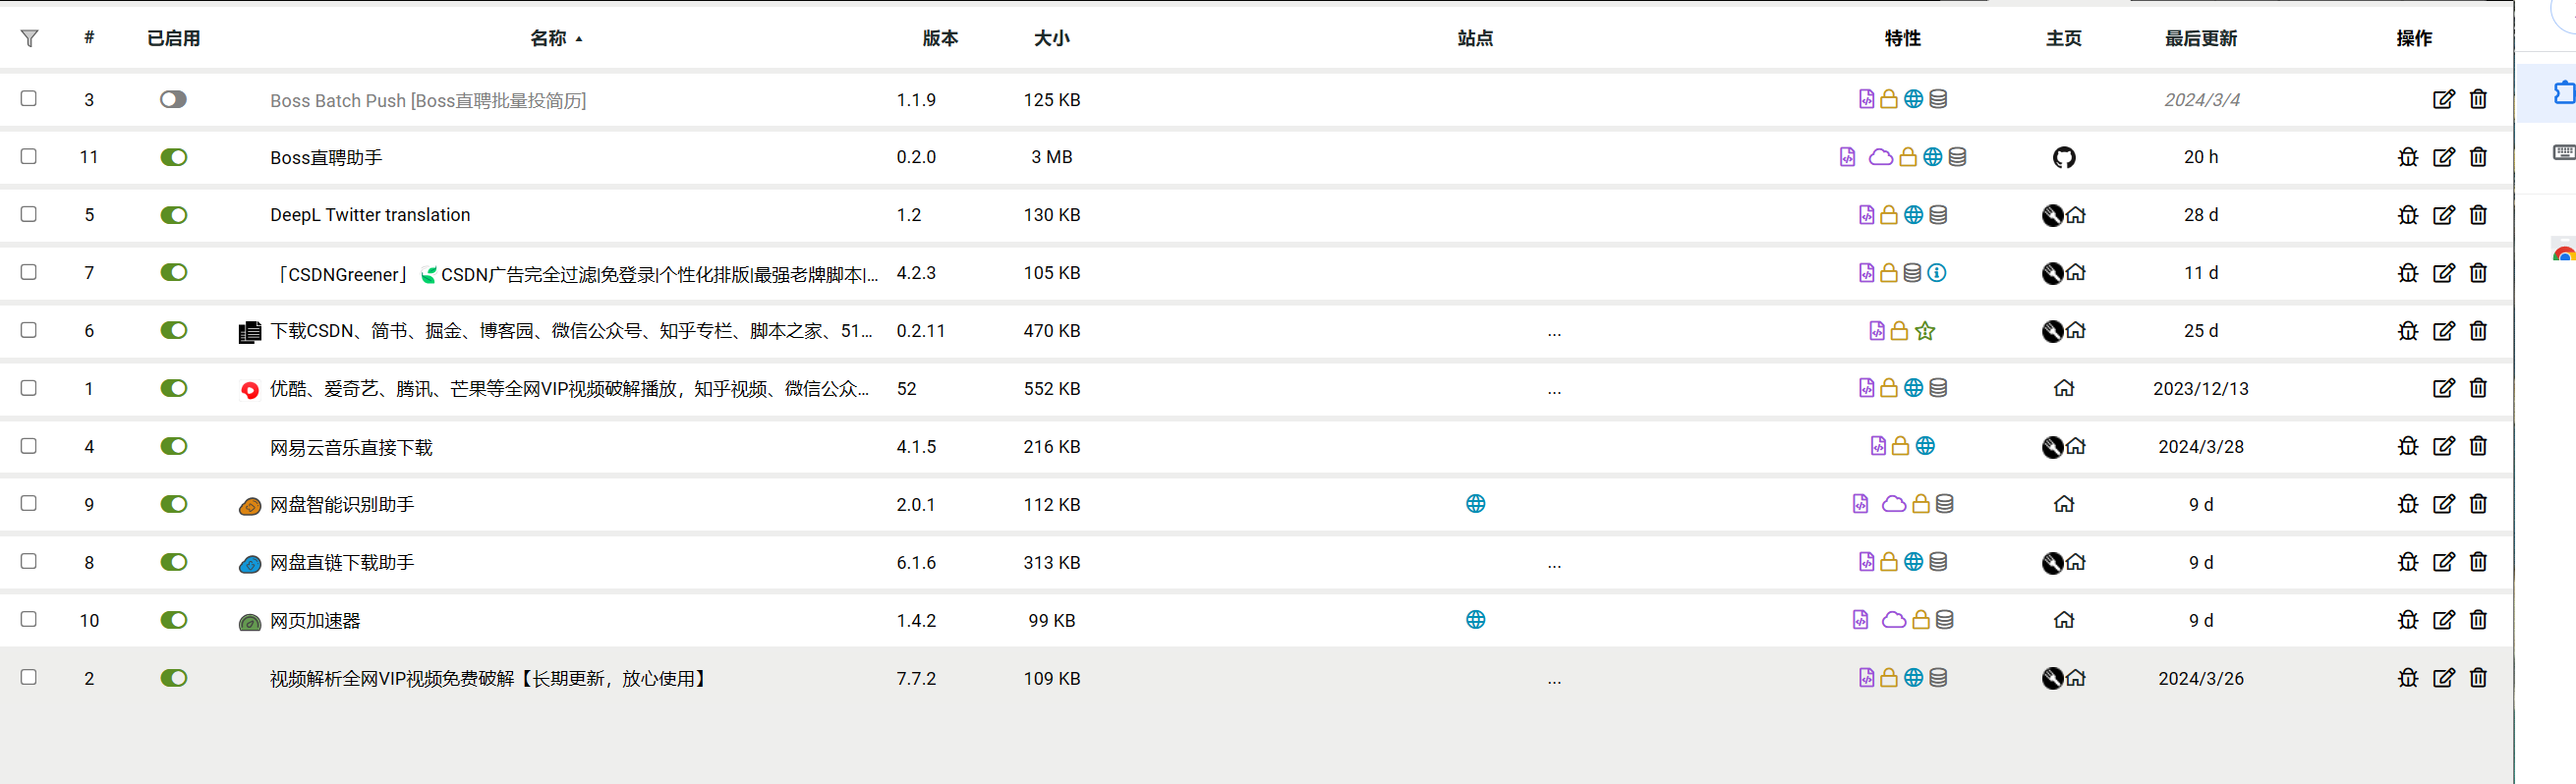 # 已启用 名称 版本 大小 站点 特性 主页 最后更新 操作
3 Boss Batch Push [Boss直聘批量投简历] 1.1.9 125 KB 2024/3/4
11 Boss直聘助手 0.2.0 3 MB 20 h
5 DeepL Twitter translation 1.2 130 KB 28 d
7 「CSDNGreener」 CSDN广告完全过滤|免登录|个性化排版|最强老牌脚本|... 4.2.3 105 KB 11 d
6 下载CSDN、简书、掘金、博客园、微信公众号、知乎专栏、脚本之家、51... 0.2.11 470 KB ... 25 d
1 优酷、爱奇艺、腾讯、芒果等全网VIP视频破解播放，知乎视频、微信公众... 52 552 KB ... 2023/12/13
4 网易云音乐直接下载 4.1.5 216 KB 2024/3/28
9 网盘智能识别助手 2.0.1 112 KB 9 d
8 网盘直链下载助手 6.1.6 313 KB ... 9 d
10 网页加速器 1.4.2 99 KB 9 d
2 视频解析全网VIP视频免费破解【长期更新，放心使用】 7.7.2 109 KB ... 2024/3/26